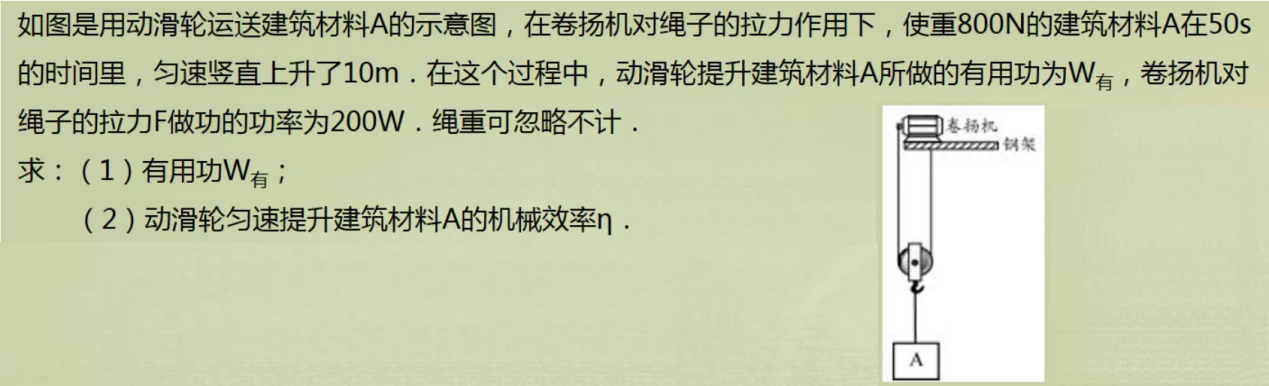 如图是用动滑轮运送建筑材料A的示意图，在卷扬机对绳子的拉力作用下，使重800N的建筑材料A在50s
的时间里，匀速竖直上升了10m．在这个过程中，动滑轮提升建筑材料A所做的有用功为W有，卷扬机对
绳子的拉力F做功的功率为200W．绳重可忽略不计．
求：（1）有用功W有；
（2）动滑轮匀速提升建筑材料A的机械效率η．
卷扬机
钢架
A